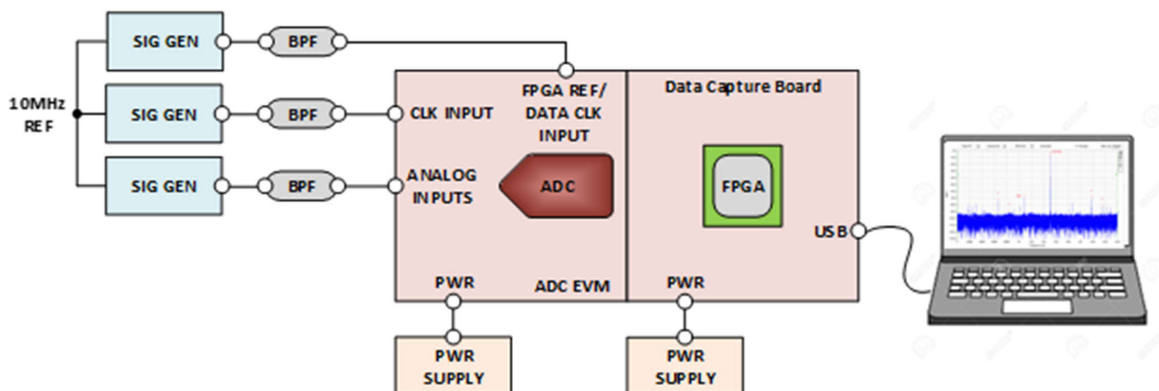 SIG GEN
BPF
10MHz
REF
SIG GEN
BPF
SIG GEN
BPF
FPGA REF/
DATA CLK
INPUT
CLK INPUT
ANALOG
INPUTS
ADC
Data Capture Board
FPGA
USB
PWR
ADC EVM
PWR
PWR
SUPPLY
PWR
SUPPLY